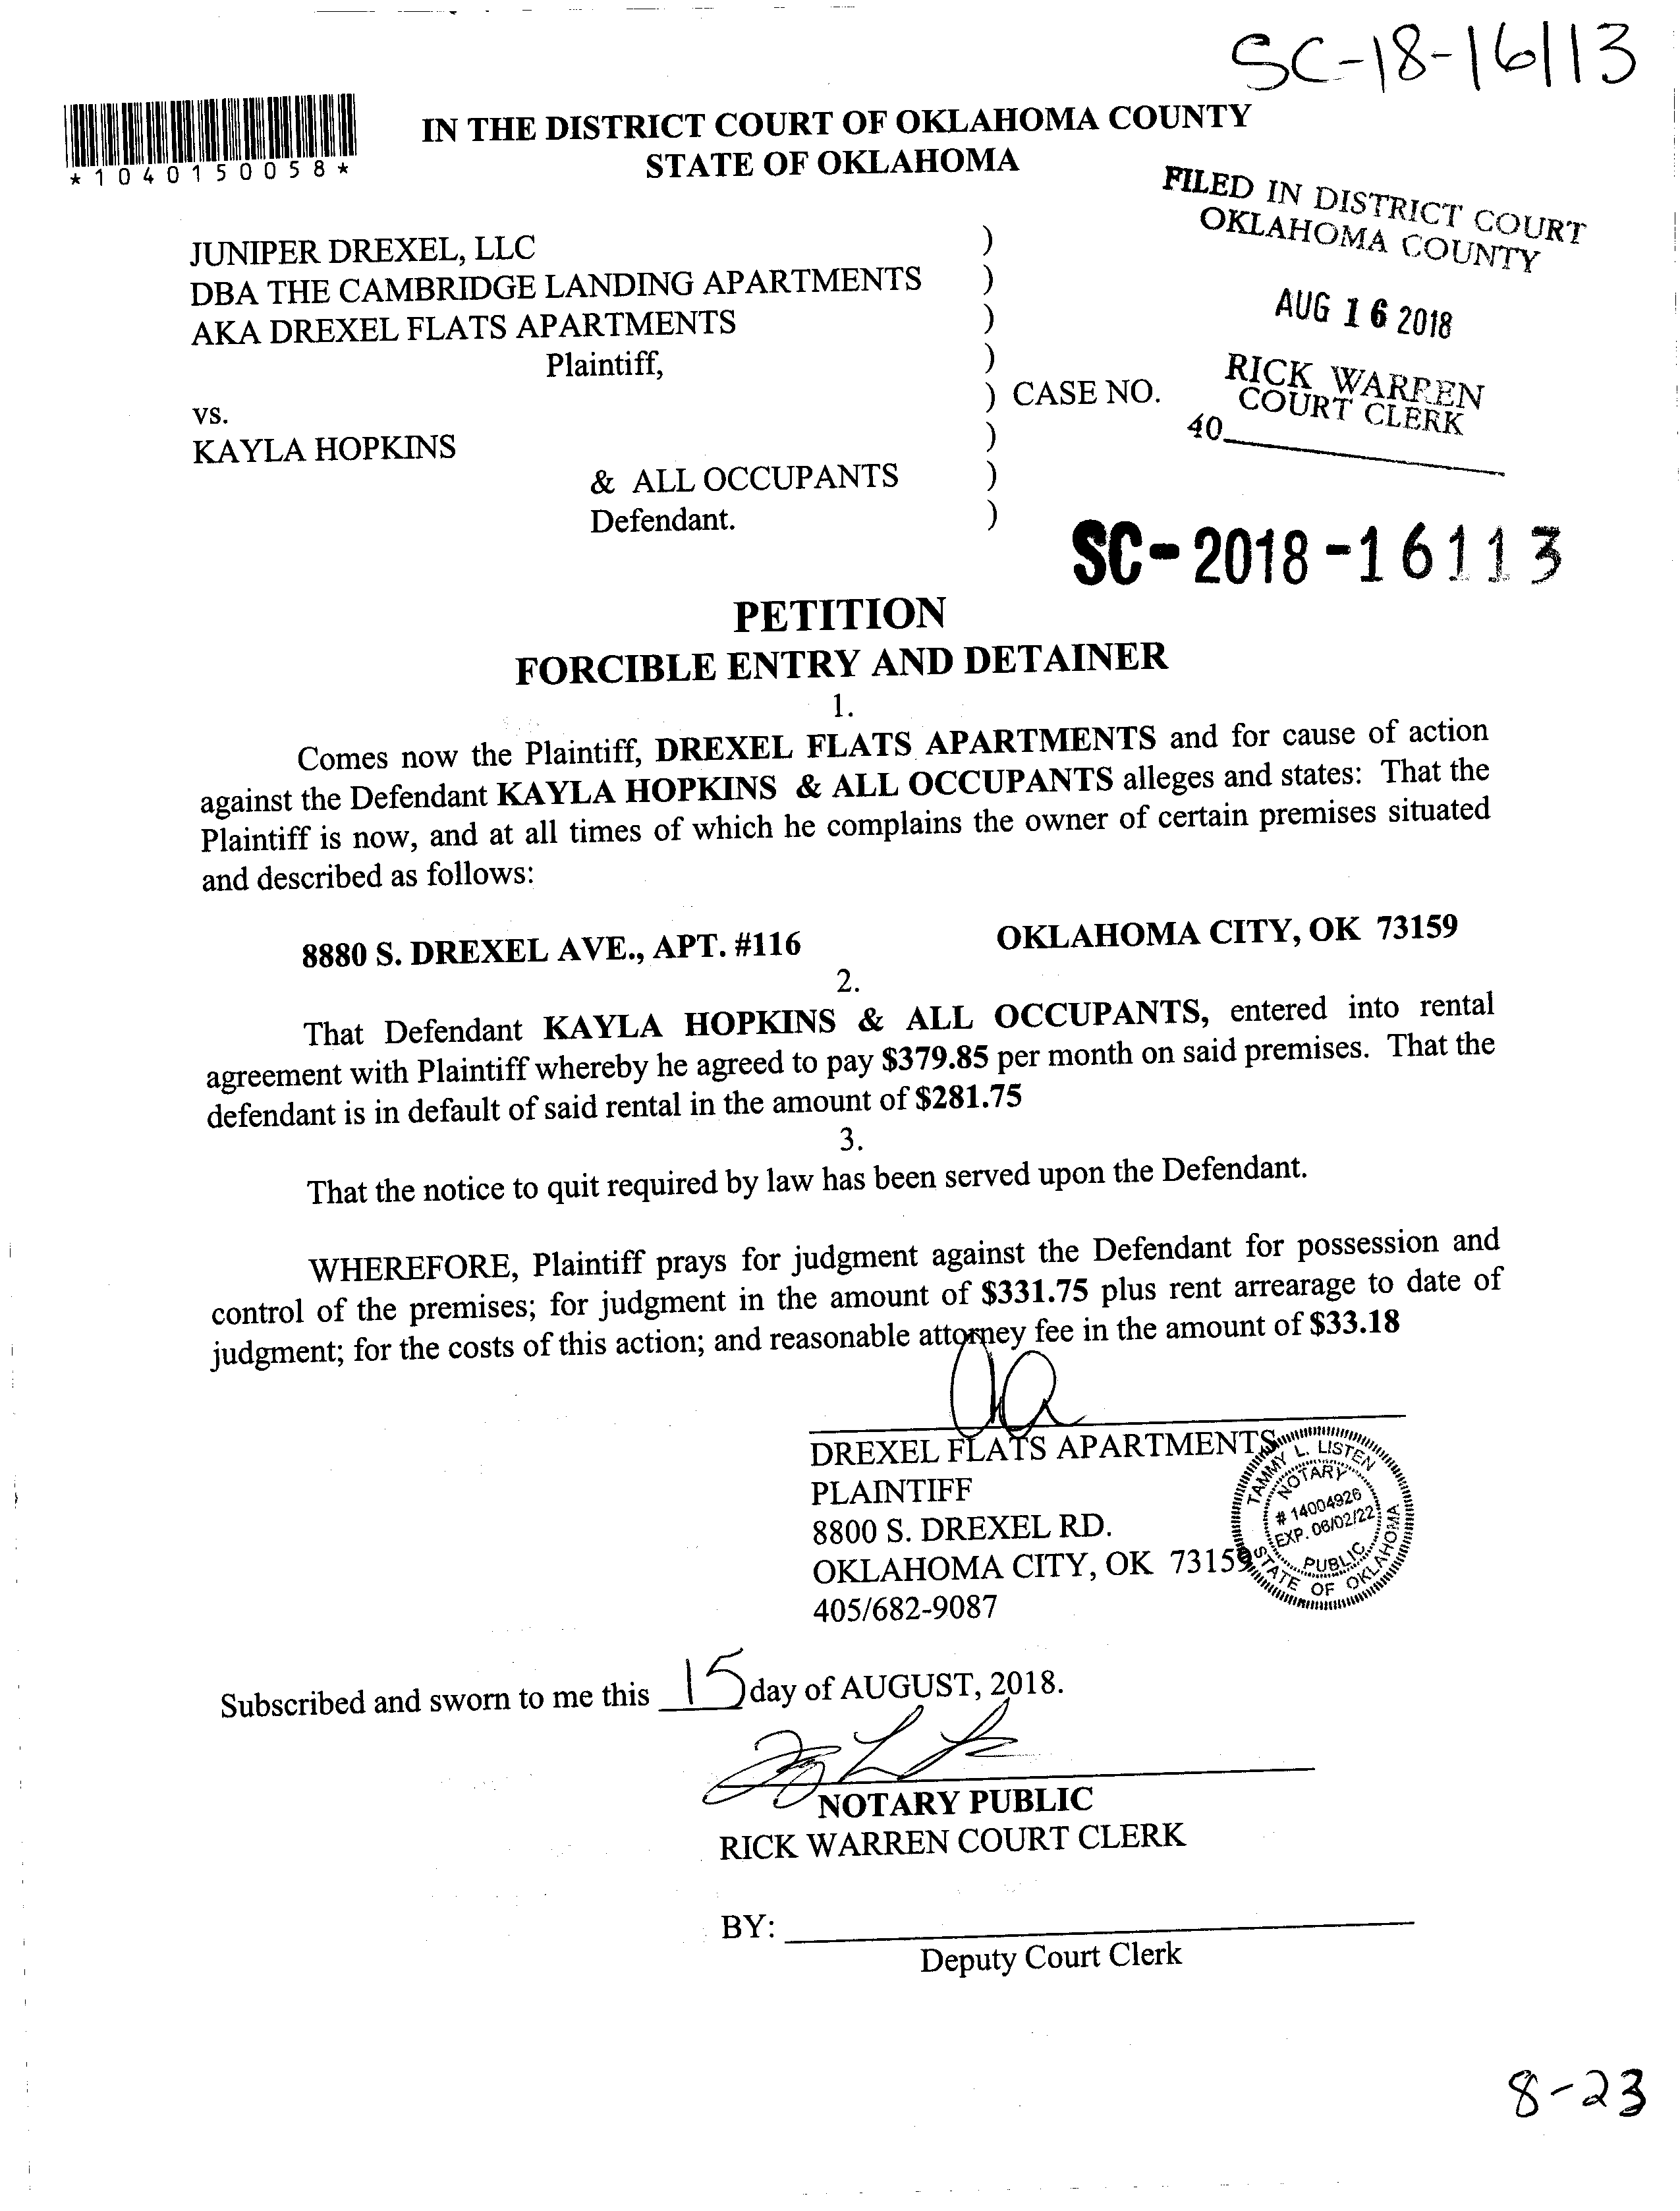 SC-18-16113
*1040150058*
IN THE DISTRICT COURT OF OKLAHOMA COUNTY
STATE OF OKLAHOMA
FILED IN DISTRICT COURT
OKLAHOMA COUNTY
AUG 16 2018
RICK WARREN
COURT CLERK
40
JUNIPER DREXEL, LLC )
DBA THE CAMBRIDGE LANDING APARTMENTS )
AKA DREXEL FLATS APARTMENTS )
Plaintiff, )
) CASE NO.
vs.
KAYLA HOPKINS )
& ALL OCCUPANTS )
Defendant. )
SC-2018-16113
PETITION
FORCIBLE ENTRY AND DETAINER
1.
Comes now the Plaintiff, DREXEL FLATS APARTMENTS and for cause of action
against the Defendant KAYLA HOPKINS & ALL OCCUPANTS alleges and states: That the
Plaintiff is now, and at all times of which he complains the owner of certain premises situated
and described as follows:
8880 S. DREXEL AVE., APT. #116 OKLAHOMA CITY, OK 73159
2.
That Defendant KAYLA HOPKINS & ALL OCCUPANTS, entered into rental
agreement with Plaintiff whereby he agreed to pay $379.85 per month on said premises. That the
defendant is in default of said rental in the amount of $281.75
3.
That the notice to quit required by law has been served upon the Defendant.
WHEREFORE, Plaintiff prays for judgment against the Defendant for possession and
control of the premises; for judgment in the amount of $331.75 plus rent arrearage to date of
judgment; for the costs of this action; and reasonable attorney fee in the amount of $33.18
DREXEL FLATS APARTMENTS
PLAINTIFF
8800 S. DREXEL RD.
OKLAHOMA CITY, OK 73159
405/682-9087
TAMMY L. LISTEN
NOTARY
# 14004926
EXP. 06/02/22
PUBLIC
STATE OF OKLAHOMA
Subscribed and sworn to me this 15 day of AUGUST, 2018.
NOTARY PUBLIC
RICK WARREN COURT CLERK
BY:
Deputy Court Clerk
8-23